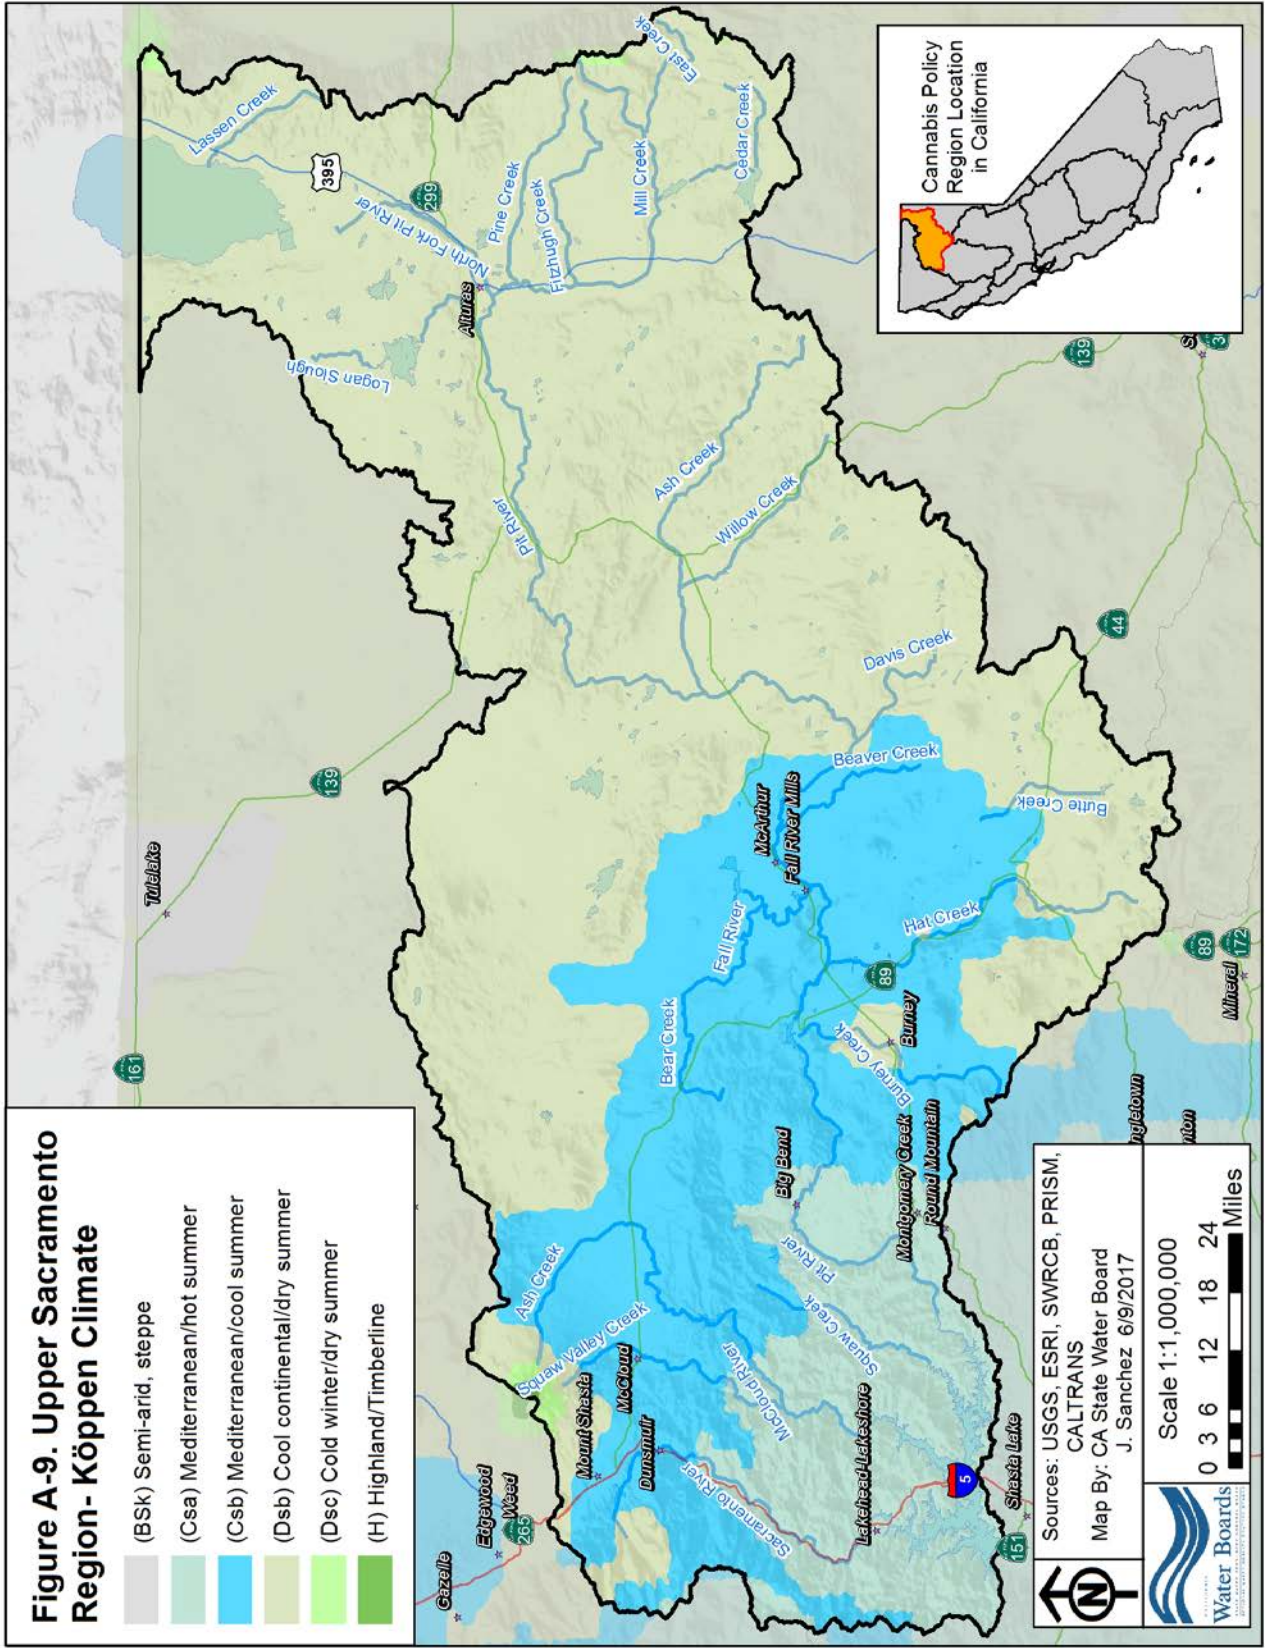 Figure A-9. Upper Sacramento
Region- Köppen Climate
(BSk) Semi-arid, steppe
(Csa) Mediterranean/hot summer
(Csb) Mediterranean/cool summer
(Dsb) Cool continental/dry summer
(Dsc) Cold winter/dry summer
(H) Highland/Timberline
161
Tulelake
139
Lassen Creek
395
299
North Fork Pit River
Alturas
Logan Slough
Pine Creek
Fitzhugh Creek
Mill Creek
East Creek
Cedar Creek
Pit River
Ash Creek
Willow Creek
Davis Creek
139
44
Gazelle
Edgewood
Weed
265
Mount Shasta
McCloud
Dunsmuir
Ash Creek
Squaw Valley Creek
Bear Creek
Fall River
McArthur
Fall River Mills
Beaver Creek
Butte Creek
Hat Creek
89
Burney
Burney Creek
Burney Creek
Big Bend
Pit River
Montgomery Creek
Round Mountain
Squaw Creek
McCloud River
Sacramento River
Lakehead-Lakeshore
5
Shasta Lake
151
ngletown
nton
89
172
Mineral
S
Cannabis Policy
Region Location
in California
Sources: USGS, ESRI, SWRCB, PRISM,
CALTRANS
Map By: CA State Water Board
J. Sanchez 6/9/2017
N
Scale 1:1,000,000
0 3 6 12 18 24
Miles
Water Boards